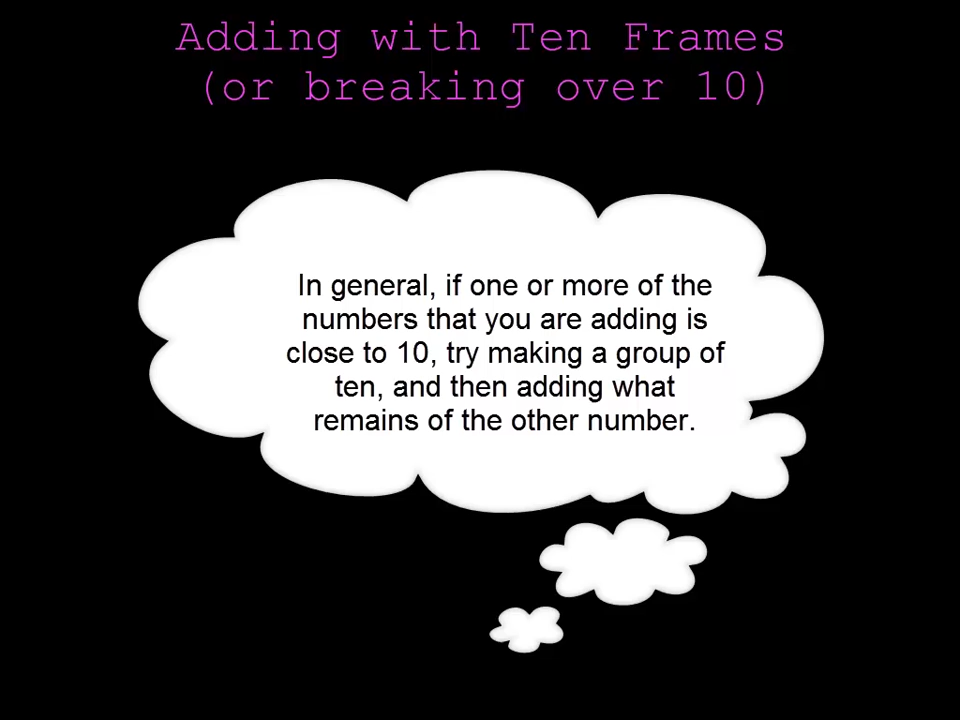 Adding with Ten Frames
(or breaking over 10)
In general, if one or more of the
numbers that you are adding is
close to 10, try making a group of
ten, and then adding what
remains of the other number.